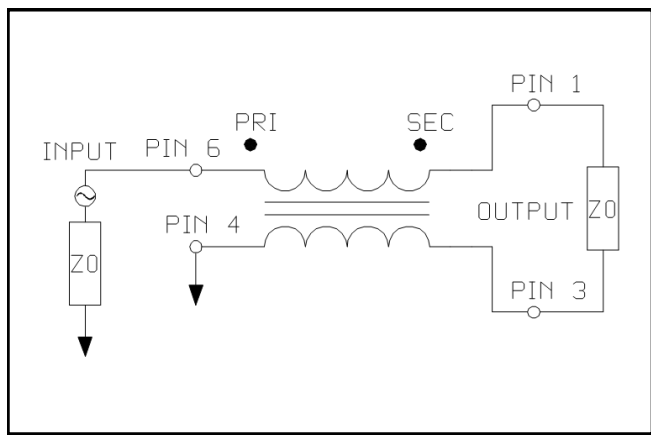 PRI
SEC
PIN 1
INPUT
PIN 6
PIN 4
OUTPUT
Z0
Z0
PIN 3